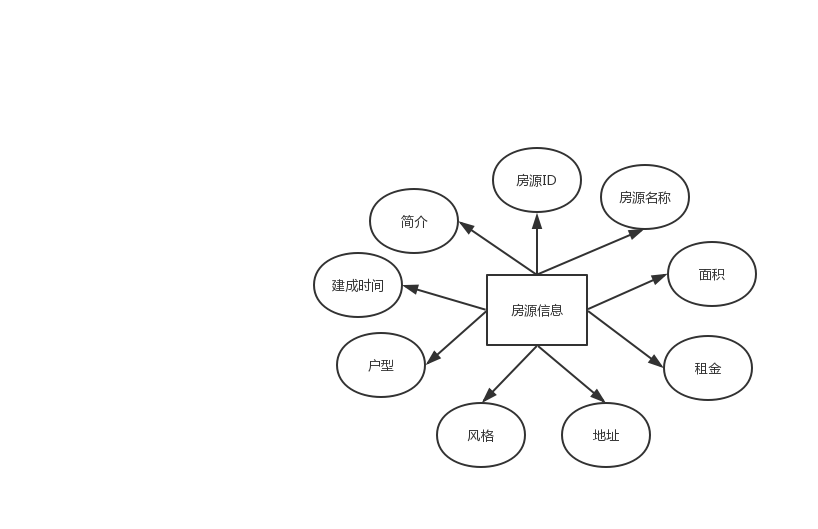 房源ID
房源名称
简介
面积
建成时间
房源信息
户型
租金
风格
地址